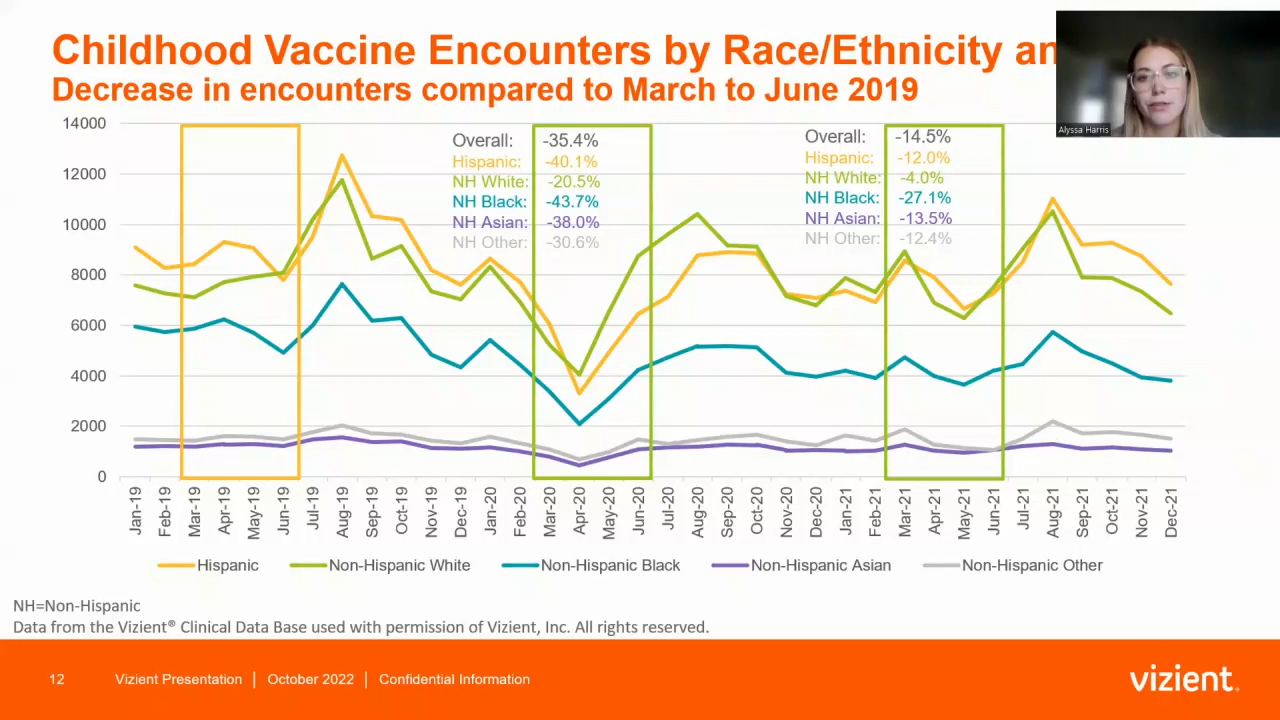 Childhood Vaccine Encounters by Race/Ethnicity an
Decrease in encounters compared to March to June 2019
Alyssa Harris
14000
12000
10000
8000
6000
4000
2000
0
Overall: -35.4%
Hispanic: -40.1%
NH White: -20.5%
NH Black: -43.7%
NH Asian: -38.0%
NH Other: -30.6%
Overall: -14.5%
Hispanic: -12.0%
NH White: -4.0%
NH Black: -27.1%
NH Asian: -13.5%
NH Other: -12.4%
Jan-19
Feb-19
Mar-19
Apr-19
May-19
Jun-19
Jul-19
Aug-19
Sep-19
Oct-19
Nov-19
Dec-19
Jan-20
Feb-20
Mar-20
Apr-20
May-20
Jun-20
Jul-20
Aug-20
Sep-20
Oct-20
Nov-20
Dec-20
Jan-21
Feb-21
Mar-21
Apr-21
May-21
Jun-21
Jul-21
Aug-21
Sep-21
Oct-21
Nov-21
Dec-21
Hispanic Non-Hispanic White Non-Hispanic Black Non-Hispanic Asian Non-Hispanic Other
NH=Non-Hispanic
Data from the Vizient® Clinical Data Base used with permission of Vizient, Inc. All rights reserved.
12 Vizient Presentation | October 2022 | Confidential Information
vizient